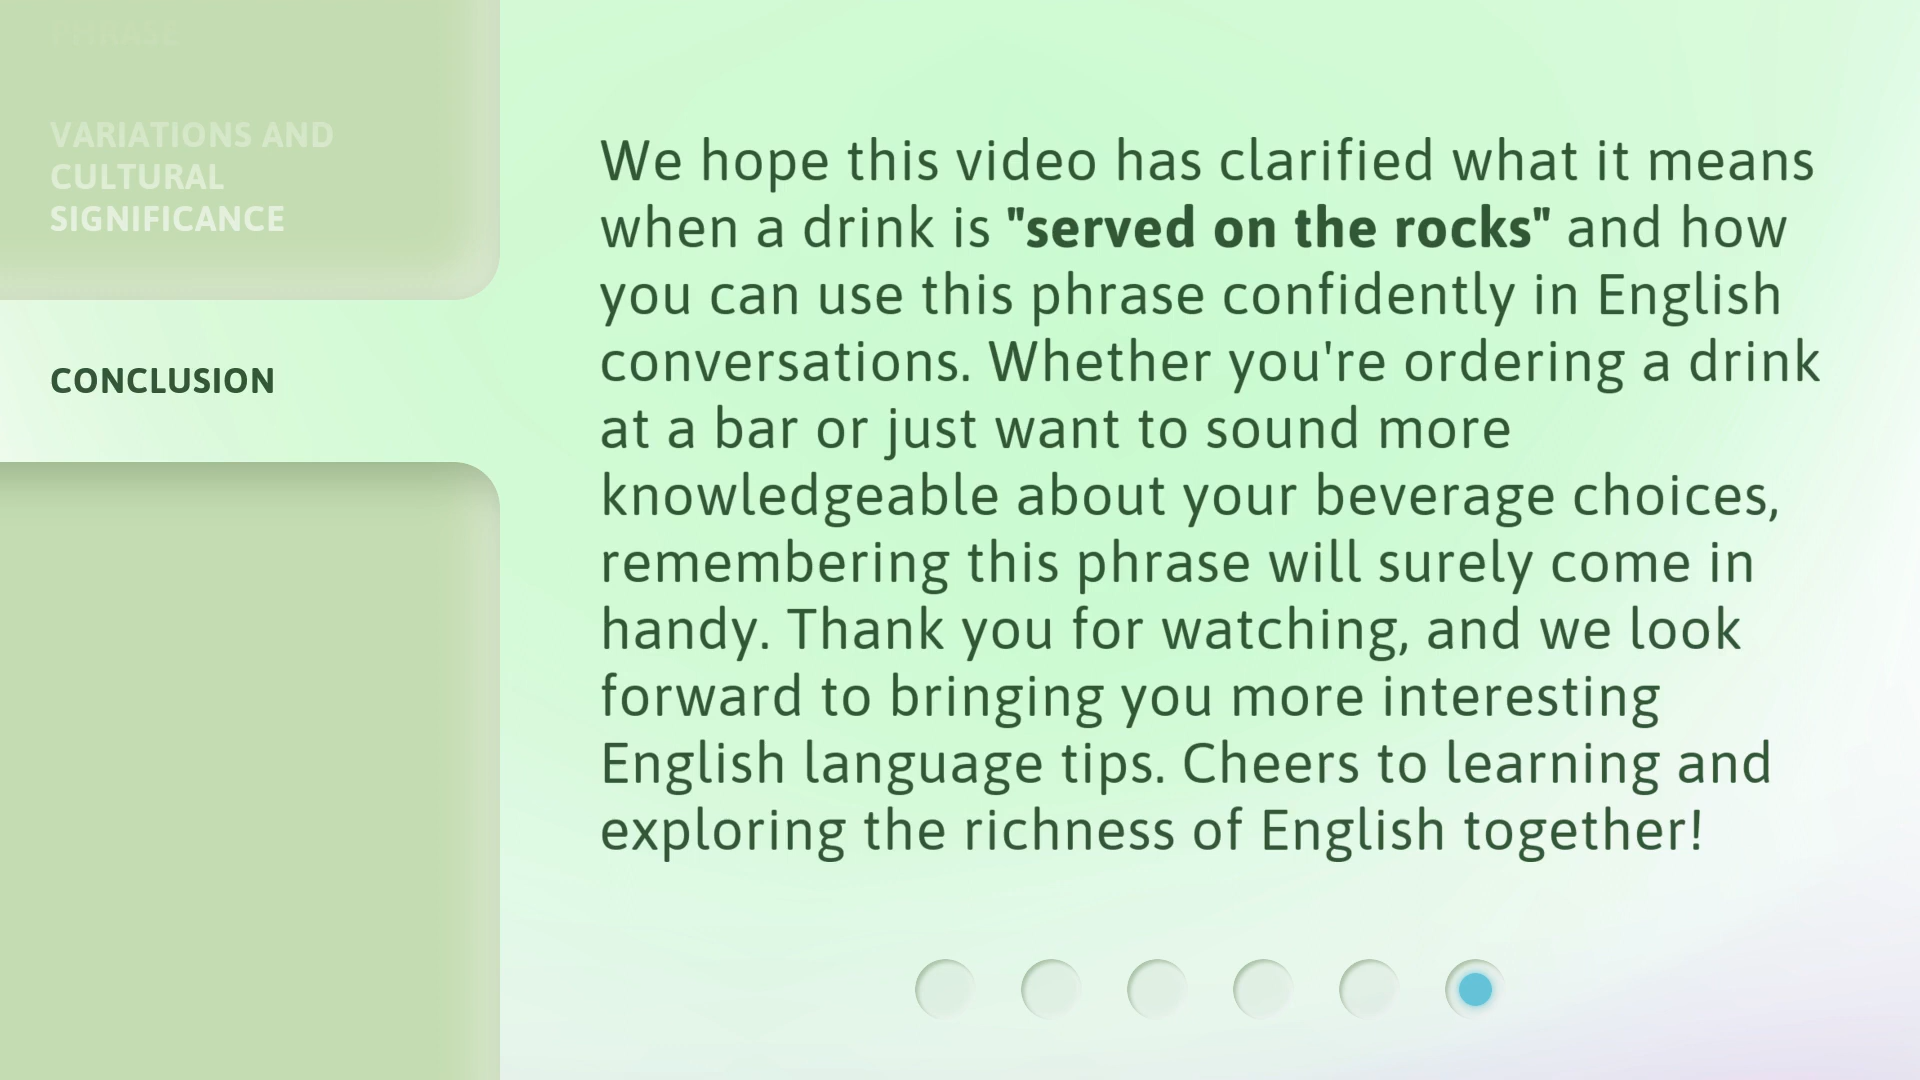 PHRASE
VARIATIONS AND
CULTURAL
SIGNIFICANCE
CONCLUSION
We hope this video has clarified what it means
when a drink is "served on the rocks" and how
you can use this phrase confidently in English
conversations. Whether you're ordering a drink
at a bar or just want to sound more
knowledgeable about your beverage choices,
remembering this phrase will surely come in
handy. Thank you for watching, and we look
forward to bringing you more interesting
English language tips. Cheers to learning and
exploring the richness of English together!